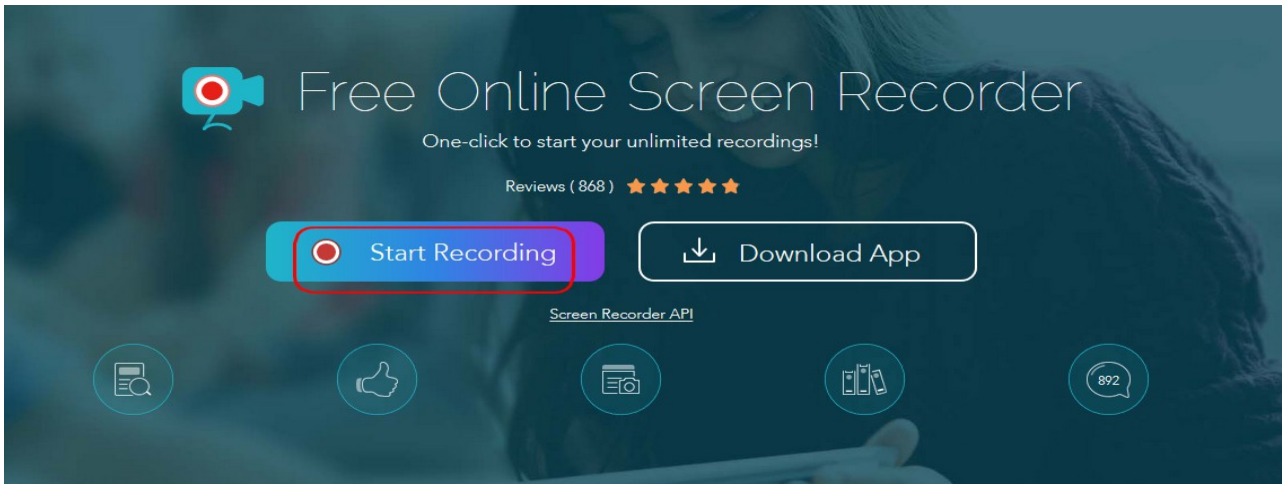 Free Online Screen Recorder
One-click to start your unlimited recordings!
Reviews ( 868 )
Start Recording
Download App
Screen Recorder API
892